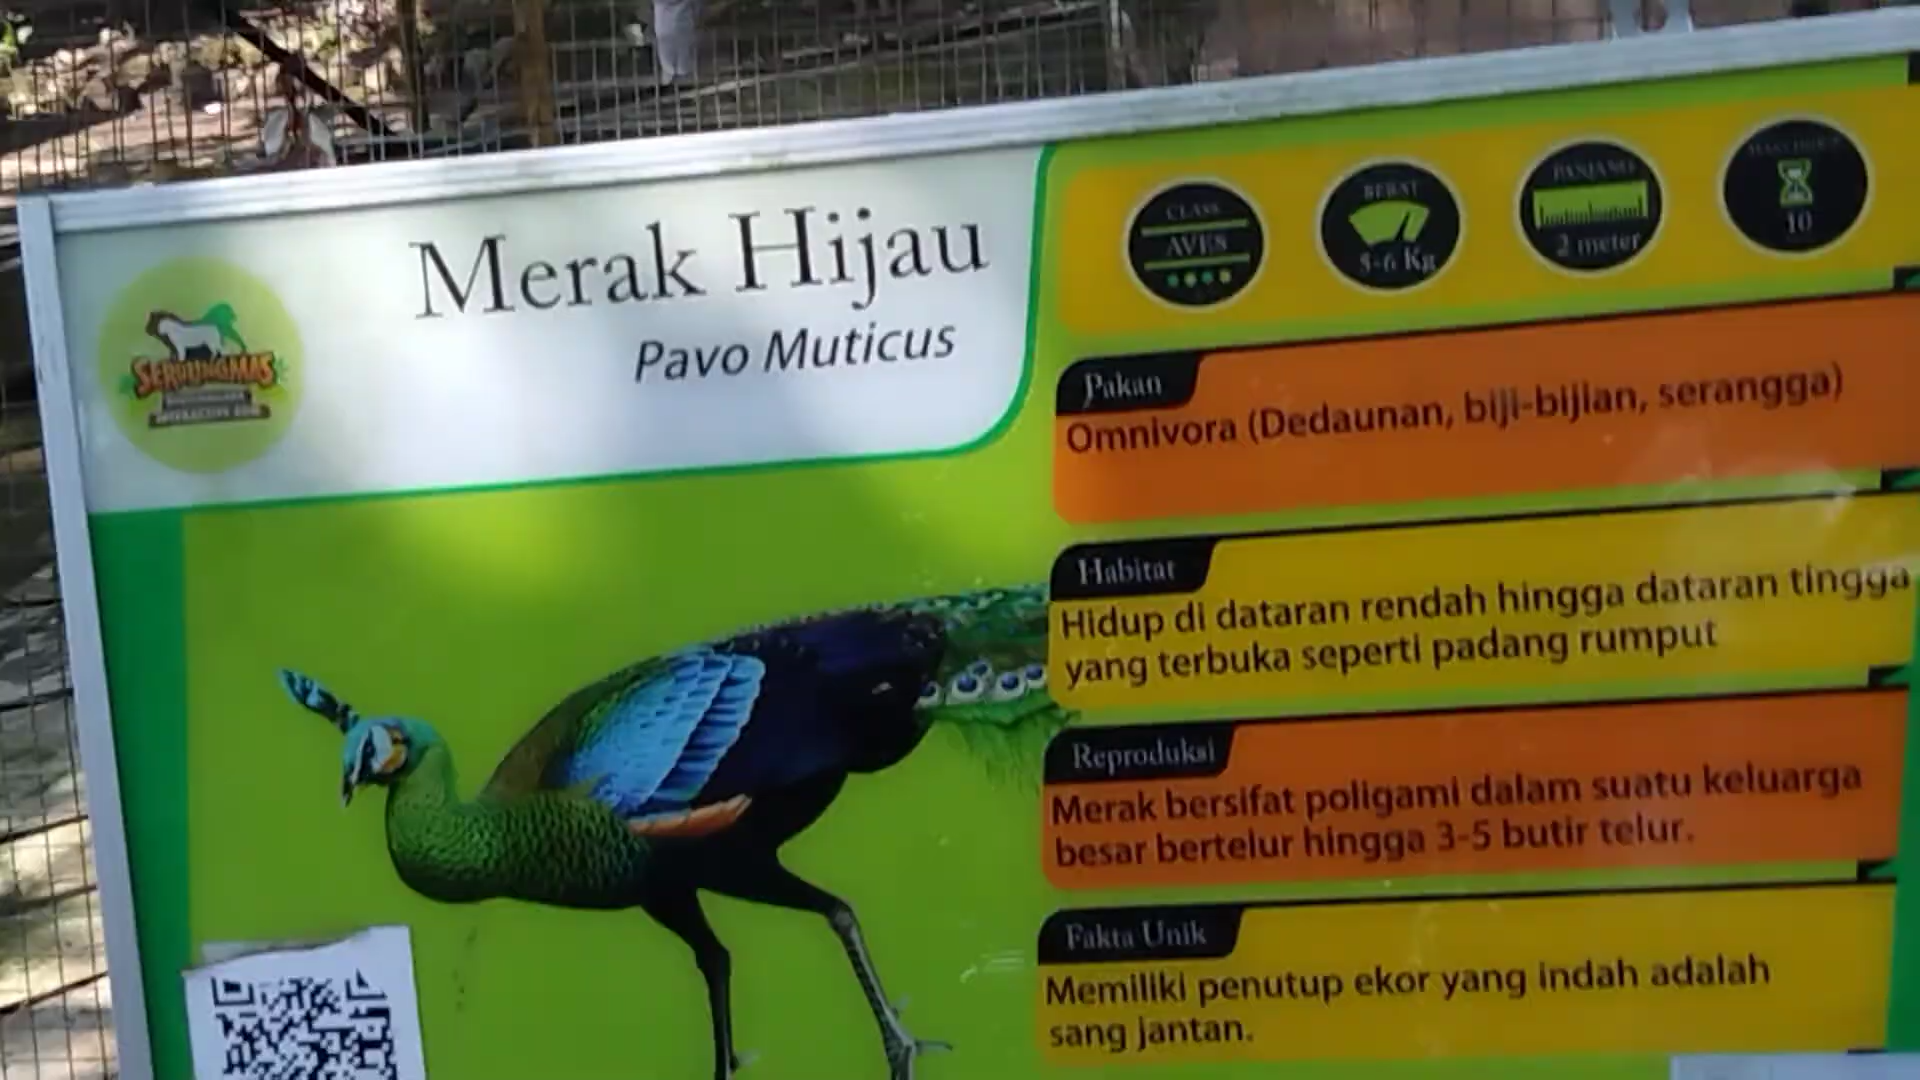 Merak Hijau
Pavo Muticus
SERULINGMAS
INTERACTIVE ZOO
CLASS
AVES
BERAT
5-6 Kg
PANJANG
2 meter
10
Pakan
Omnivora (Dedaunan, biji-bijian, serangga)
Habitat
Hidup di dataran rendah hingga dataran tingga
yang terbuka seperti padang rumput
Reproduksi
Merak bersifat poligami dalam suatu keluarga
besar bertelur hingga 3-5 butir telur.
Fakta Unik
Memiliki penutup ekor yang indah adalah
sang jantan.